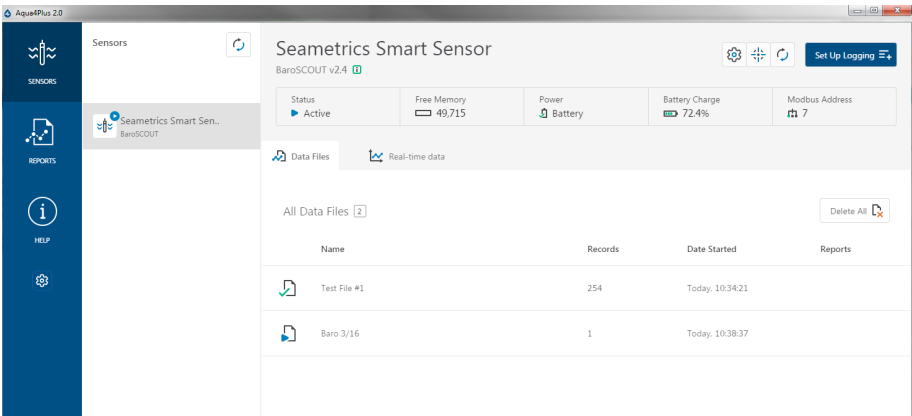 Aqua4Plus 2.0
SENSORS
REPORTS
HELP
Sensors
Seametrics Smart Sen..
BaroSCOUT
Seametrics Smart Sensor
BaroSCOUT v2.4
Set Up Logging
Status
Active
Free Memory
49,715
Power
Battery
Battery Charge
72.4%
Modbus Address
7
Data Files
Real-time data
All Data Files 2
Delete All
Name Records Date Started Reports
Test File #1 254 Today, 10:34:21
Baro 3/16 1 Today, 10:38:37